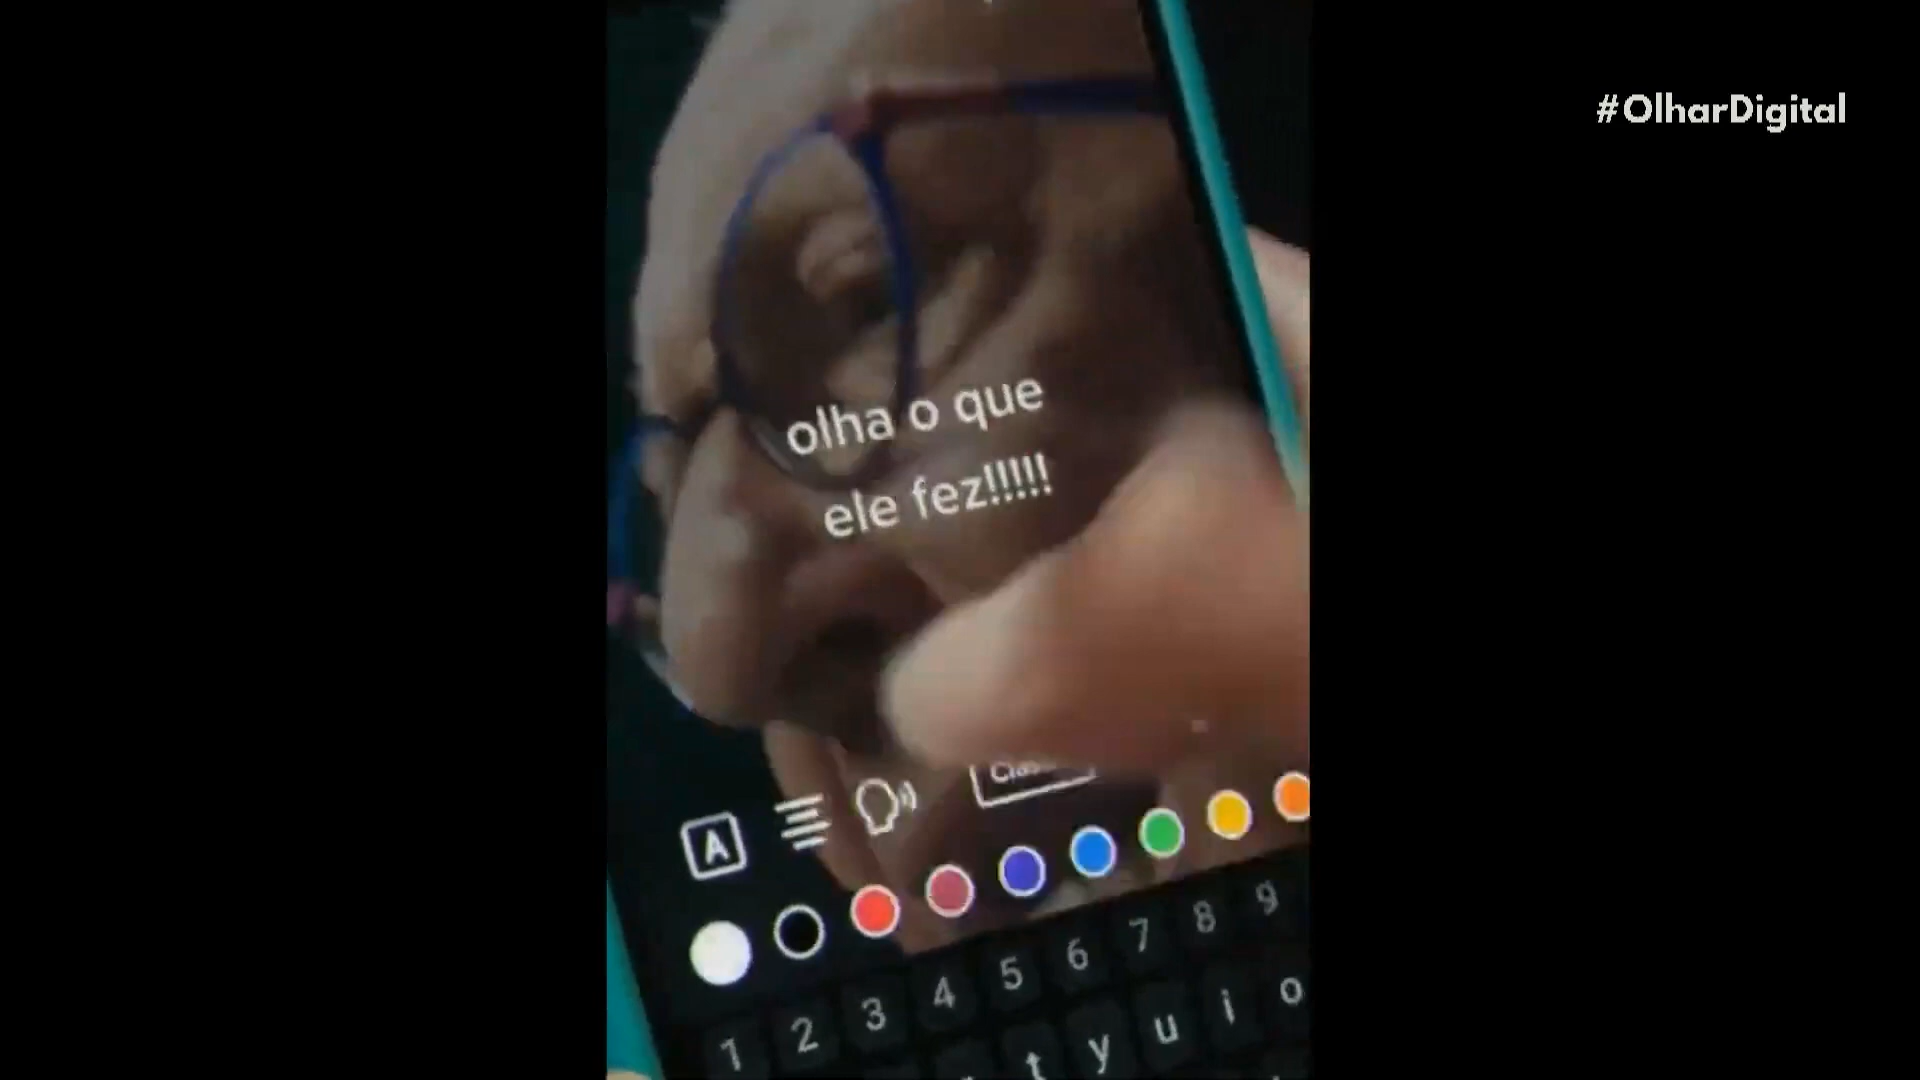 #OlharDigital
olha o que
ele fez!!!!!
A
1 2 3 4 5 6 7 8 9
t y u i o